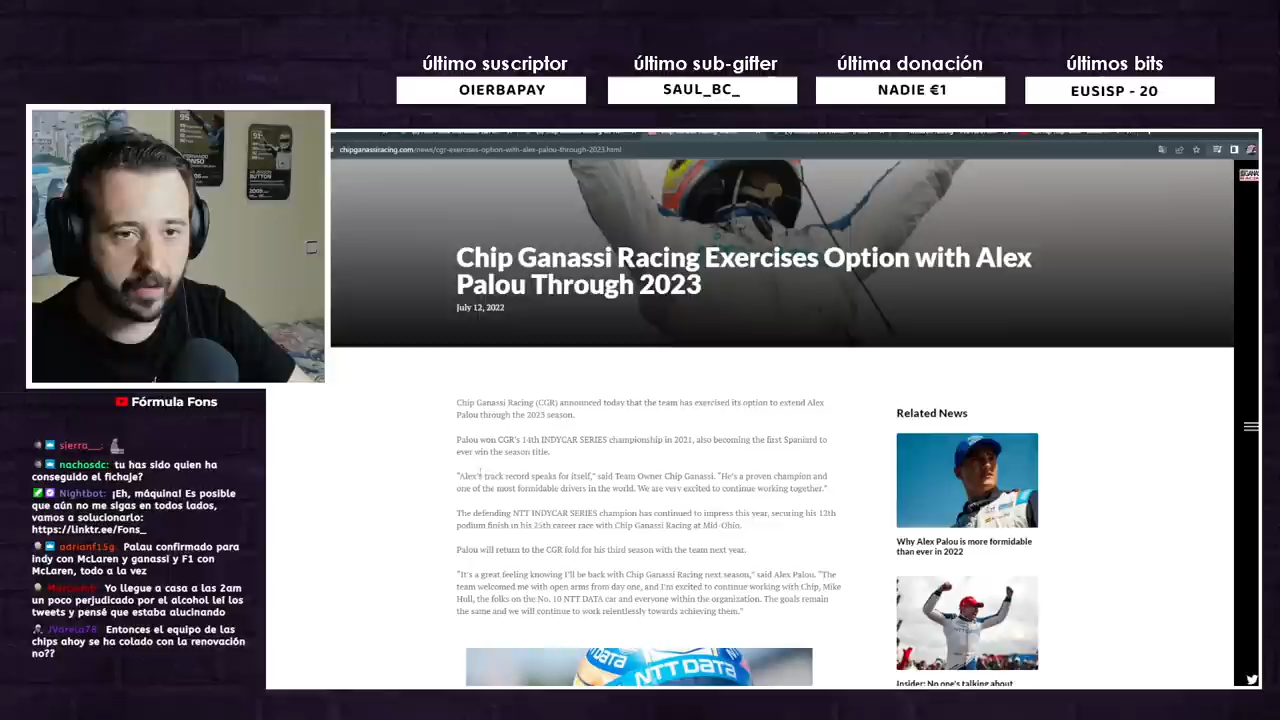 último suscriptor
último sub-gifter
última donación
últimos bits
OIERBAPAY
SAUL_BC_
NADIE €1
EUSISP - 20
chipganassiracing.com/news/cgr-exercises-option-with-alex-palou-through-2023.html
Chip Ganassi Racing Exercises Option with Alex
Palou Through 2023
July 12, 2022
Chip Ganassi Racing (CGR) announced today that the team has exercised its option to extend Alex
Palou through the 2023 season.
Palou won CGR's 14th INDYCAR SERIES championship in 2021, also becoming the first Spaniard to
ever win the season title.
"Alex's track record speaks for itself," said Team Owner Chip Ganassi. "He's a proven champion and
one of the most formidable drivers in the world. We are very excited to continue working together."
The defending NTT INDYCAR SERIES champion has continued to impress this year, securing his 12th
podium finish in his 25th career race with Chip Ganassi Racing at Mid-Ohio.
Palou will return to the CGR fold for his third season with the team next year.
"It's a great feeling knowing I'll be back with Chip Ganassi Racing next season," said Alex Palou. "The
team welcomed me with open arms from day one, and I'm excited to continue working with Chip, Mike
Hull, the folks on the No. 10 NTT DATA car and everyone within the organization. The goals remain
the same and we will continue to work relentlessly towards achieving them."
NTT DATA
Related News
Why Alex Palou is more formidable
than ever in 2022
Insider: No one's talking about
Fórmula Fons
sierra__:
nachosdc: tu has sido quien ha
conseguido el fichaje?
Nightbot: ¡Eh, máquina! Es posible
que aún no me sigas en todos lados,
vamos a solucionarlo:
https://linktr.ee/Fons_
adrianf15g: Palau confirmado para
Indy con McLaren y ganassi y F1 con
McLaren, todo a la vez
Yo llegue a casa a las 2am
un poco perjudicado por el alcohol leí los
tweets y pensé que estaba alucinando
JVarela78: Entonces el equipo de las
chips ahoy se ha colado con la renovación
no??